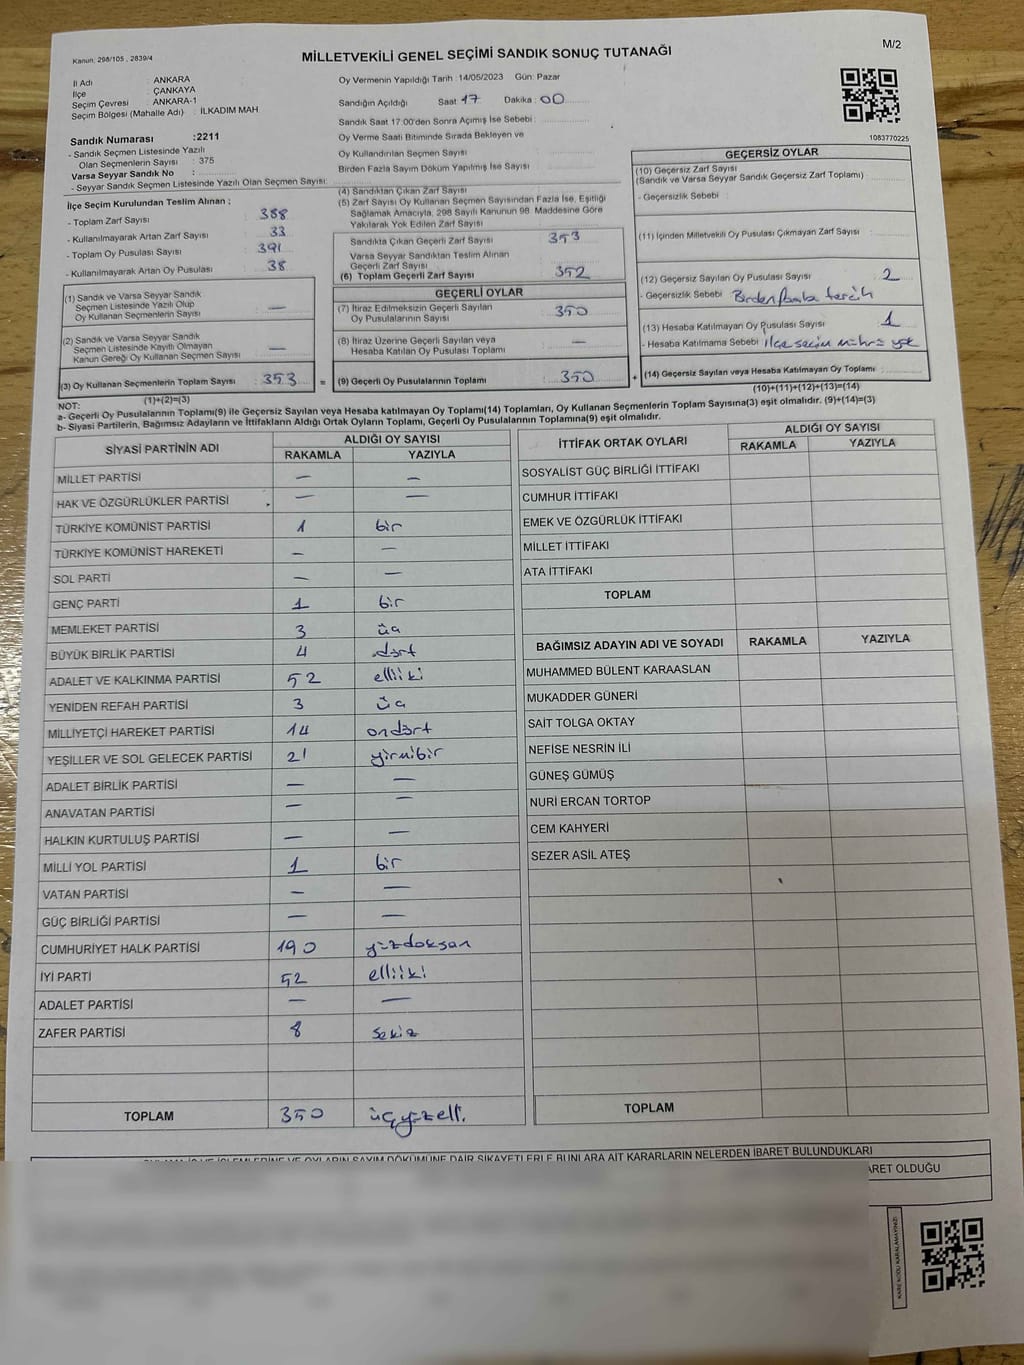 Kanun: 298/105 , 2839/4
MİLLETVEKİLİ GENEL SEÇİMİ SANDIK SONUÇ TUTANAĞI
M/2
İl Adı : ANKARA
İlçe : ÇANKAYA
Seçim Çevresi : ANKARA-1
Seçim Bölgesi (Mahalle Adı) : İLKADIM MAH
Sandık Numarası :2211
- Sandık Seçmen Listesinde Yazılı
Olan Seçmenlerin Sayısı : 375
Varsa Seyyar Sandık No :
- Seyyar Sandık Seçmen Listesinde Yazılı Olan Seçmen Sayısı:
Oy Vermenin Yapıldığı Tarih :14/05/2023 Gün: Pazar
Sandığın Açıldığı Saat: 17 Dakika : 00
Sandık Saat 17:00'den Sonra Açılmış İse Sebebi :
Oy Verme Saati Bitiminde Sırada Bekleyen ve
Oy Kullandırılan Seçmen Sayısı
Birden Fazla Sayım Döküm Yapılmış İse Sayısı
1083770225
İlçe Seçim Kurulundan Teslim Alınan ;
- Toplam Zarf Sayısı : 388
- Kullanılmayarak Artan Zarf Sayısı : 33
- Toplam Oy Pusulası Sayısı : 391
- Kullanılmayarak Artan Oy Pusulası : 38
(1) Sandık ve Varsa Seyyar Sandık
Seçmen Listesinde Yazılı Olup
Oy Kullanan Seçmenlerin Sayısı : —
(2) Sandık ve Varsa Seyyar Sandık
Seçmen Listesinde Kayıtlı Olmayan
Kanun Gereği Oy Kullanan Seçmen Sayısı : —
(3) Oy Kullanan Seçmenlerin Toplam Sayısı : 353
(1)+(2)=(3)
(4) Sandıktan Çıkan Zarf Sayısı
(5) Zarf Sayısı Oy Kullanan Seçmen Sayısından Fazla İse, Eşitliği
Sağlamak Amacıyla, 298 Sayılı Kanunun 98. Maddesine Göre
Yakılarak Yok Edilen Zarf Sayısı :
Sandıkta Çıkan Geçerli Zarf Sayısı : 353
Varsa Seyyar Sandıktan Teslim Alınan
Geçerli Zarf Sayısı :
(6) Toplam Geçerli Zarf Sayısı : 352
GEÇERLİ OYLAR
(7) İtiraz Edilmeksizin Geçerli Sayılan
Oy Pusulalarının Sayısı : 350
(8) İtiraz Üzerine Geçerli Sayılan veya
Hesaba Katılan Oy Pusulası Toplamı : —
= (9) Geçerli Oy Pusulalarının Toplamı : 350 +
GEÇERSİZ OYLAR
(10) Geçersiz Zarf Sayısı
(Sandık ve Varsa Seyyar Sandık Geçersiz Zarf Toplamı) :
- Geçersizlik Sebebi :
(11) İçinden Milletvekili Oy Pusulası Çıkmayan Zarf Sayısı :
(12) Geçersiz Sayılan Oy Pusulası Sayısı : 2
- Geçersizlik Sebebi : Birden fazla tercih
(13) Hesaba Katılmayan Oy Pusulası Sayısı : 1
- Hesaba Katılmama Sebebi : ilçe seçim mührü yok
(14) Geçersiz Sayılan veya Hesaba Katılmayan Oy Toplamı :
(10)+(11)+(12)+(13)=(14)
NOT:
a- Geçerli Oy Pusulalarının Toplamı(9) ile Geçersiz Sayılan veya Hesaba katılmayan Oy Toplamı(14) Toplamları, Oy Kullanan Seçmenlerin Toplam Sayısına(3) eşit olmalıdır. (9)+(14)=(3)
b- Siyasi Partilerin, Bağımsız Adayların ve İttifakların Aldığı Ortak Oyların Toplamı, Geçerli Oy Pusulalarının Toplamına(9) eşit olmalıdır.
SİYASİ PARTİNİN ADI ALDIĞI OY SAYISI
RAKAMLA YAZIYLA
MİLLET PARTİSİ — —
HAK VE ÖZGÜRLÜKLER PARTİSİ — —
TÜRKİYE KOMÜNİST PARTİSİ 1 bir
TÜRKİYE KOMÜNİST HAREKETİ — —
SOL PARTİ — —
GENÇ PARTİ 1 bir
MEMLEKET PARTİSİ 3 üç
BÜYÜK BİRLİK PARTİSİ 4 dört
ADALET VE KALKINMA PARTİSİ 52 elliiki
YENİDEN REFAH PARTİSİ 3 üç
MİLLİYETÇİ HAREKET PARTİSİ 14 ondört
YEŞİLLER VE SOL GELECEK PARTİSİ 21 yirmibir
ADALET BİRLİK PARTİSİ — —
ANAVATAN PARTİSİ — —
HALKIN KURTULUŞ PARTİSİ — —
MİLLİ YOL PARTİSİ 1 bir
VATAN PARTİSİ — —
GÜÇ BİRLİĞİ PARTİSİ — —
CUMHURİYET HALK PARTİSİ 190 yüzdoksan
İYİ PARTİ 52 elliiki
ADALET PARTİSİ — —
ZAFER PARTİSİ 8 sekiz
TOPLAM 350 üçyüzelli
İTTİFAK ORTAK OYLARI ALDIĞI OY SAYISI
RAKAMLA YAZIYLA
SOSYALİST GÜÇ BİRLİĞİ İTTİFAKI
CUMHUR İTTİFAKI
EMEK VE ÖZGÜRLÜK İTTİFAKI
MİLLET İTTİFAKI
ATA İTTİFAKI
TOPLAM
BAĞIMSIZ ADAYIN ADI VE SOYADI RAKAMLA YAZIYLA
MUHAMMED BÜLENT KARAASLAN
MUKADDER GÜNERİ
SAİT TOLGA OKTAY
NEFİSE NESRİN İLİ
GÜNEŞ GÜMÜŞ
NURİ ERCAN TORTOP
CEM KAHYERİ
SEZER ASİL ATEŞ
TOPLAM
İŞLEMLERİNE VE OYLARIN SAYIM DÖKÜMÜNE DAİR ŞİKAYETLERLE BUNLARA AİT KARARLARIN NELERDEN İBARET BULUNDUKLARI
ARET OLDUĞU